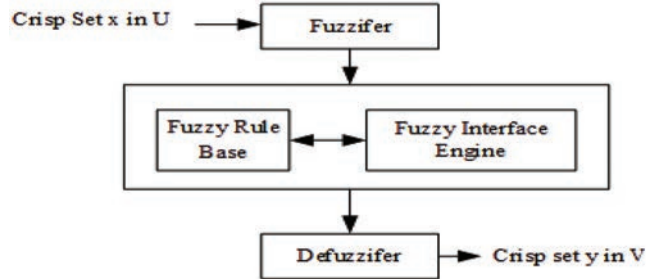 Crisp Set x in U
Fuzzifer
Fuzzy Rule
Base
Fuzzy Interface
Engine
Defuzzifer
Crisp set y in V